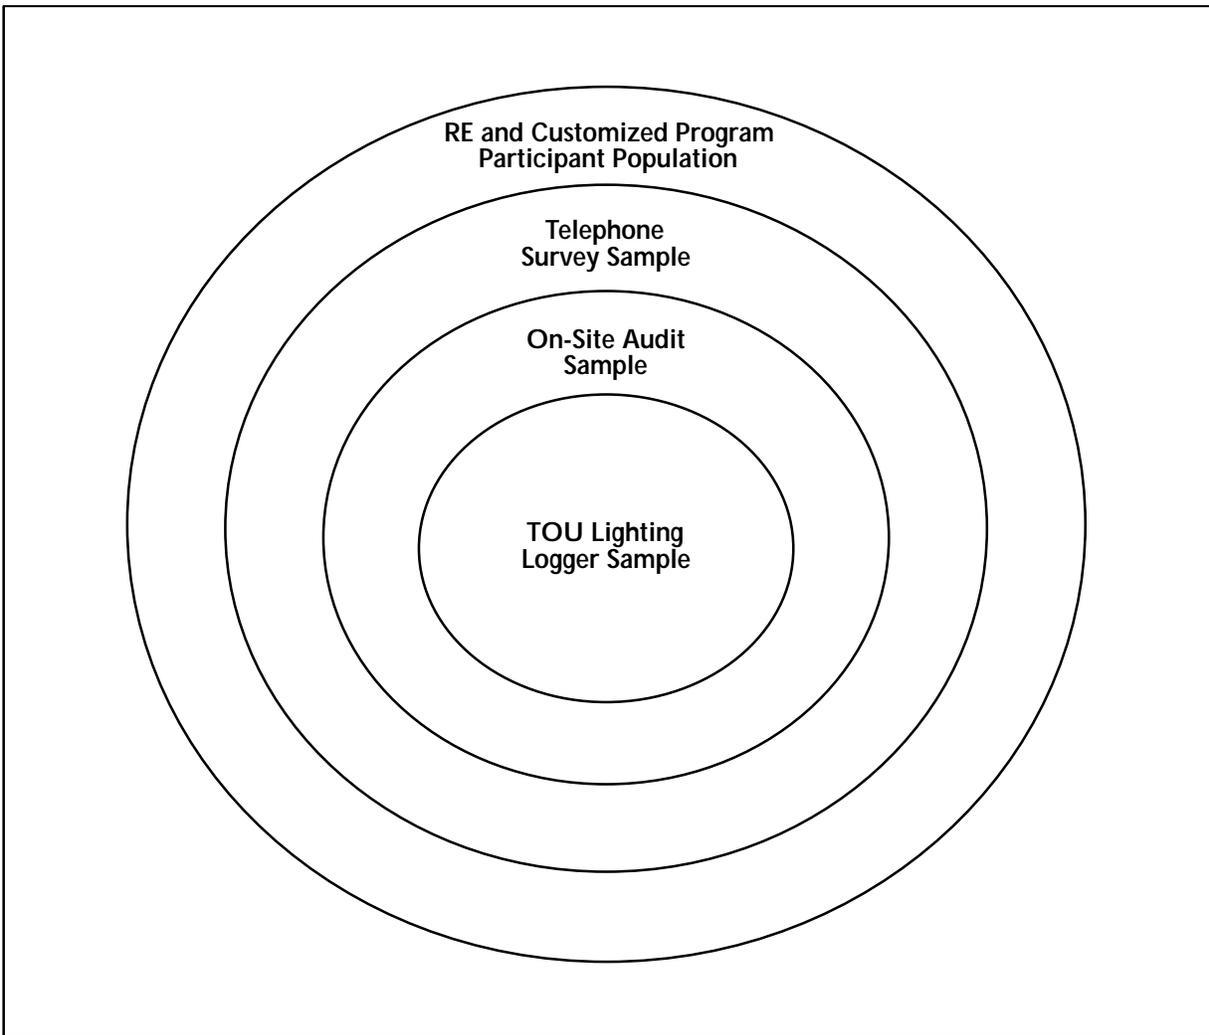 RE and Customized Program
Participant Population
Telephone
Survey Sample
On-Site Audit
Sample
TOU Lighting
Logger Sample